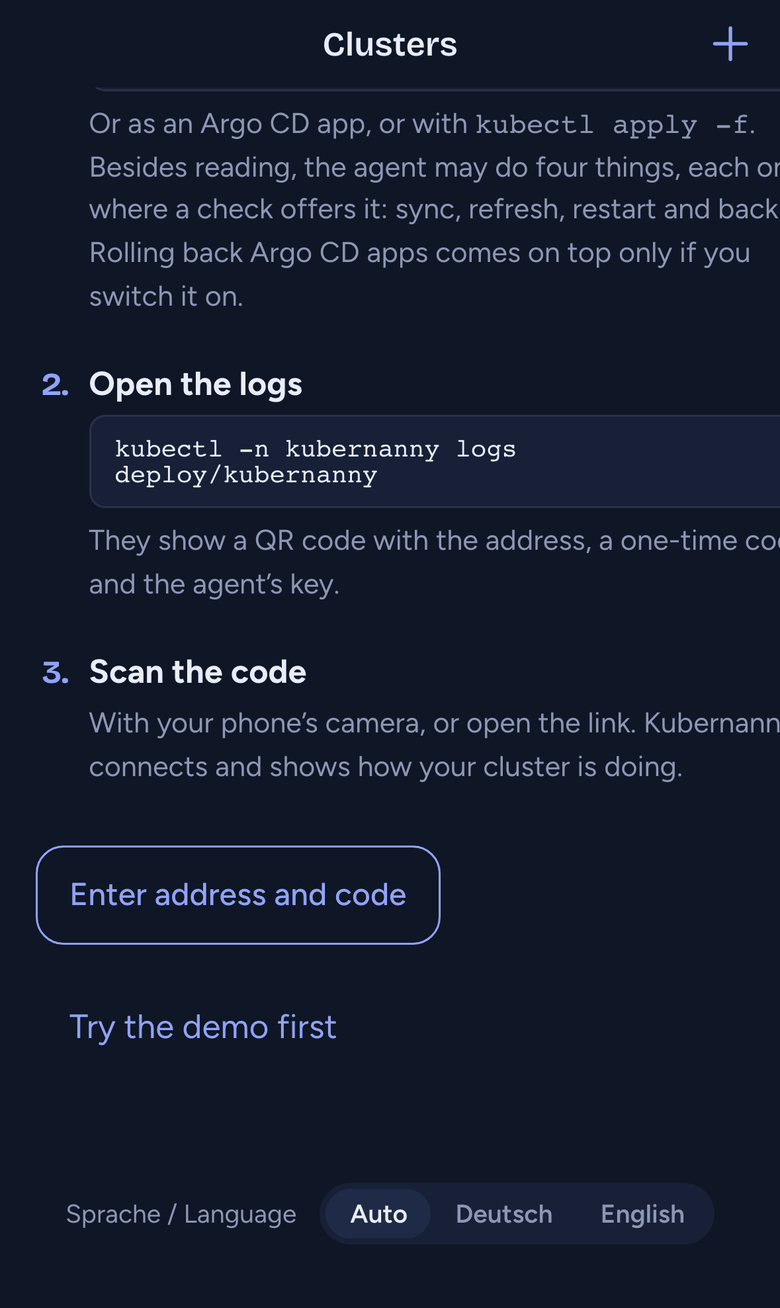 Clusters
Or as an Argo CD app, or with kubectl apply -f.
Besides reading, the agent may do four things, each
where a check offers it: sync, refresh, restart and back
Rolling back Argo CD apps comes on top only if you
switch it on.
2. Open the logs
kubectl -n kubernanny logs
deploy/kubernanny
They show a QR code with the address, a one-time
and the agent’s key.
3. Scan the code
With your phone’s camera, or open the link.
connects and shows how your cluster is doing.
Enter address and code
Try the demo first
Sprache / Language Auto Deutsch English